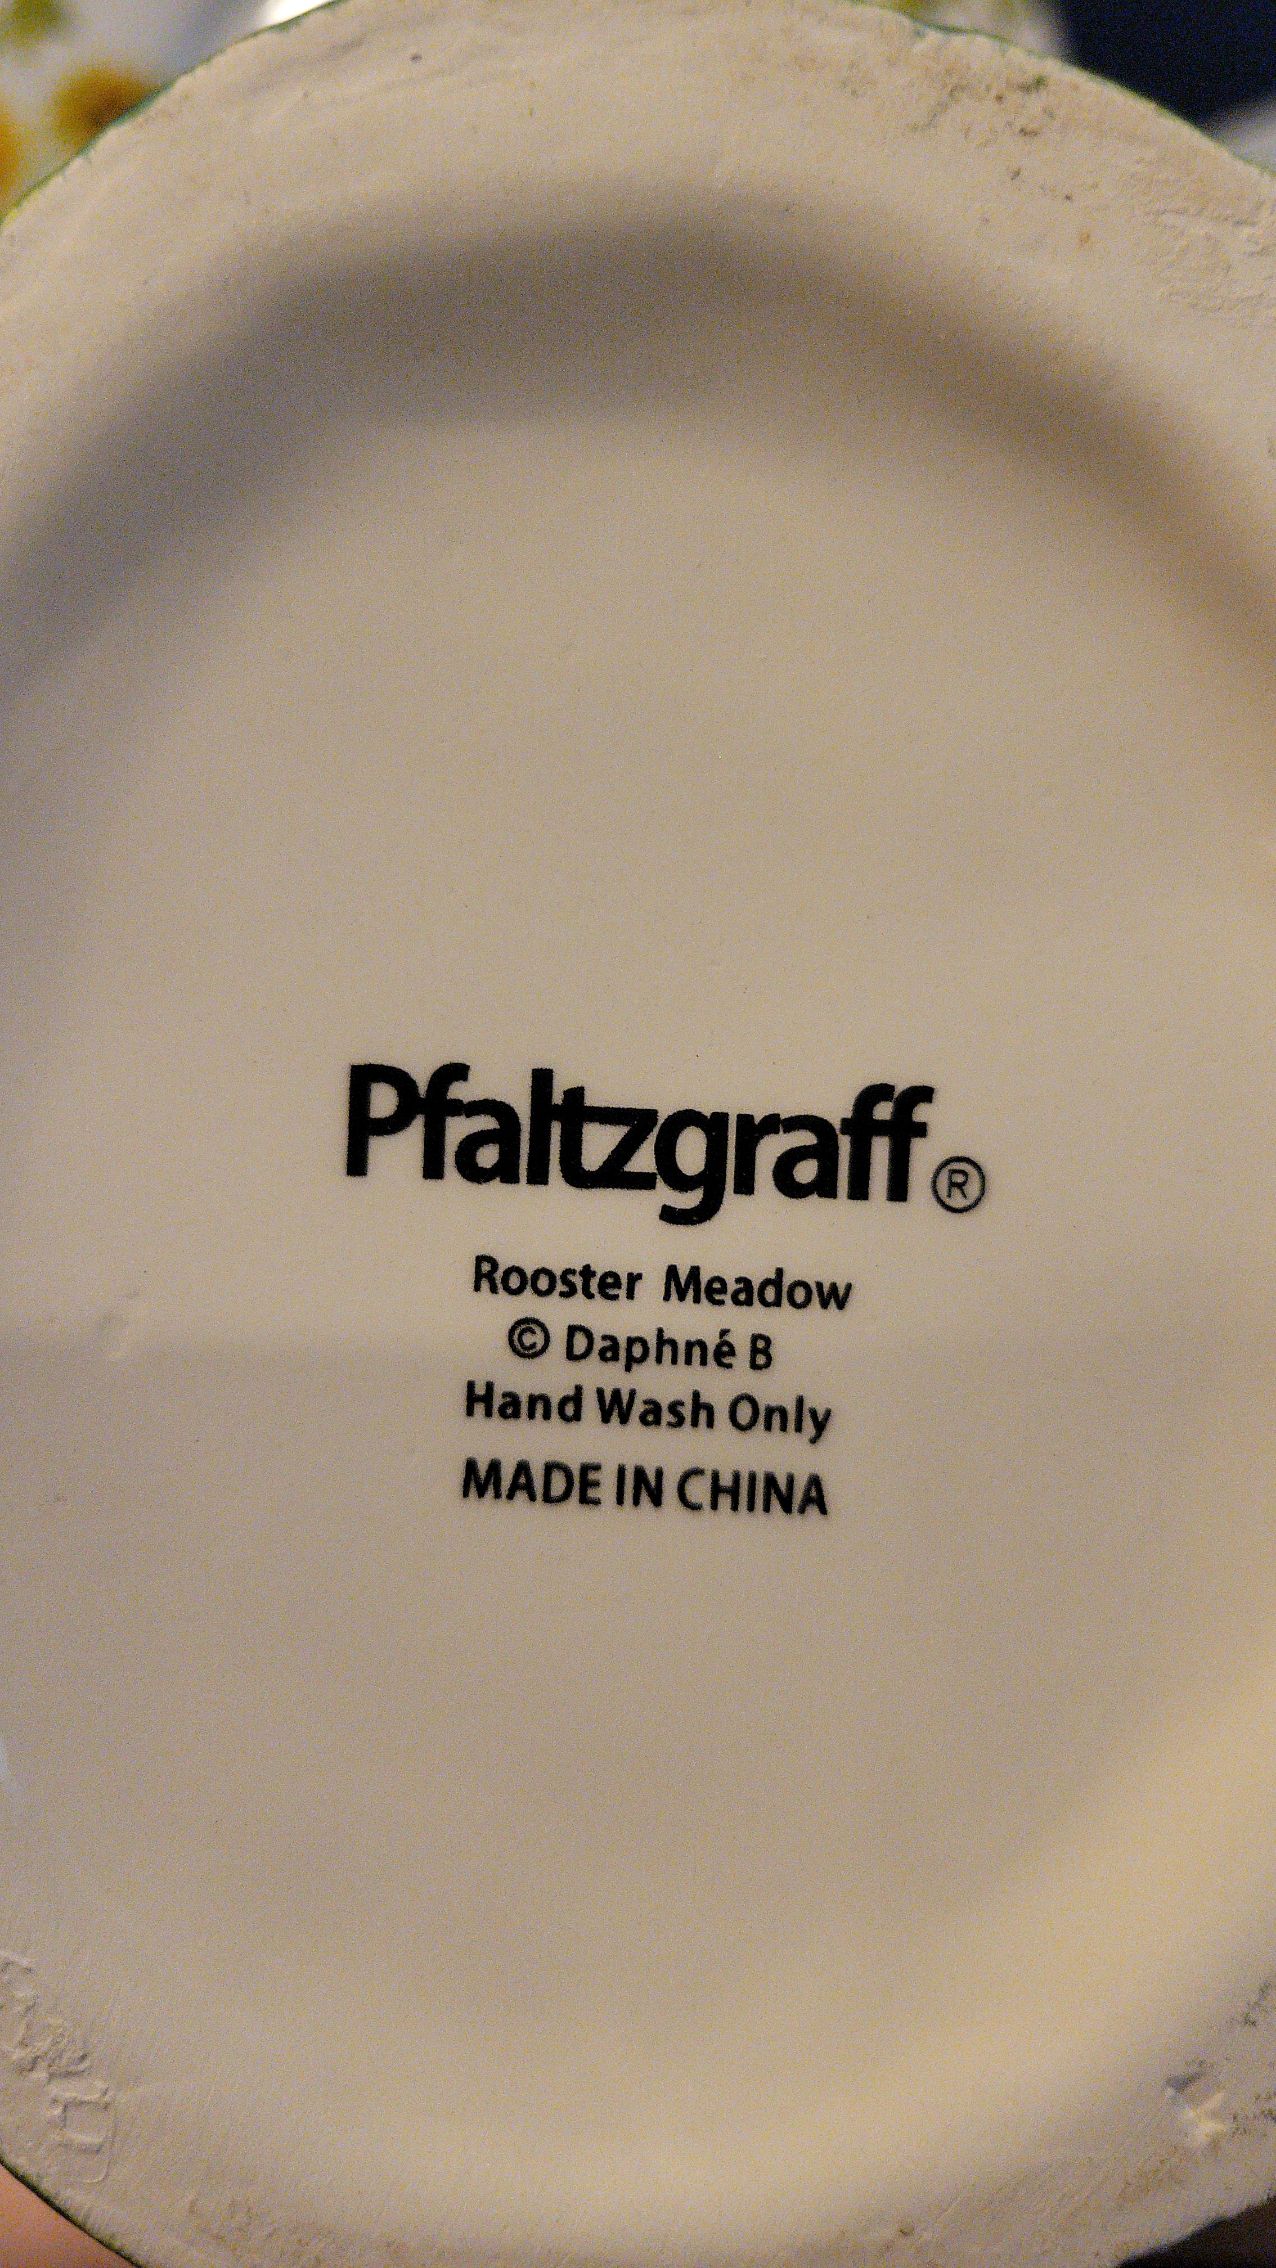 Pfaltzgraff®
Rooster Meadow
© Daphné B
Hand Wash Only
MADE IN CHINA